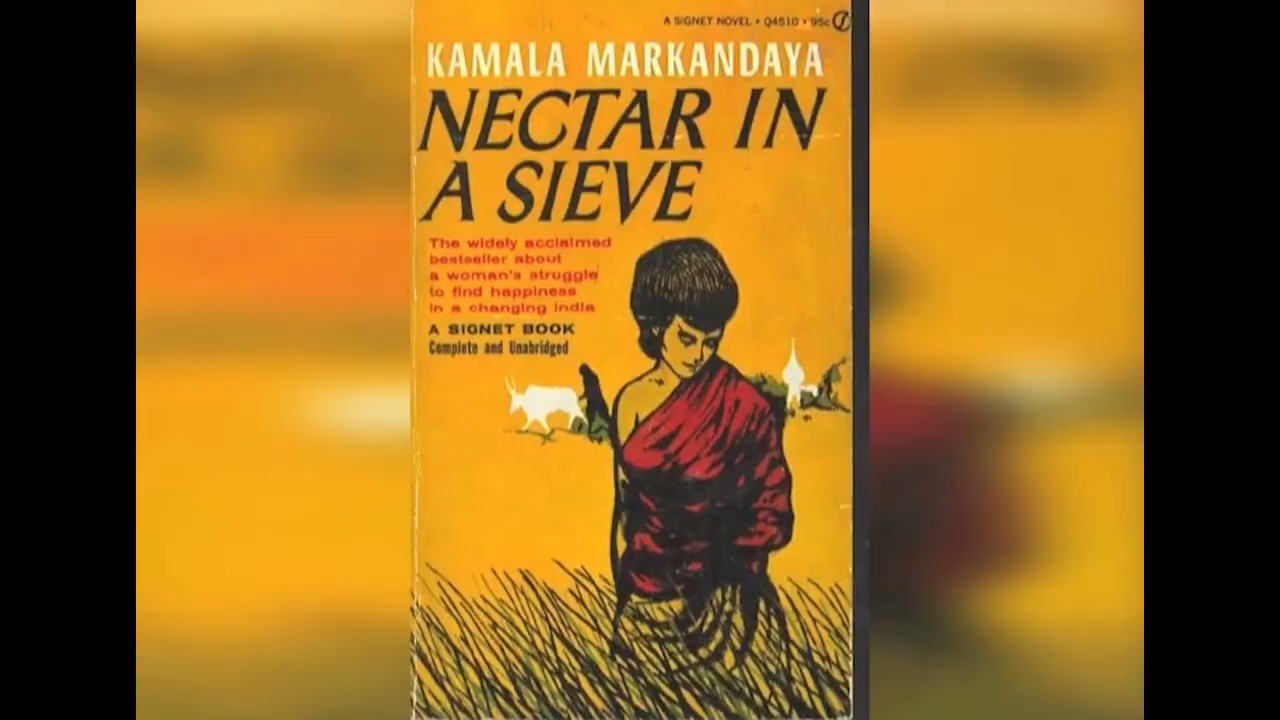 A SIGNET NOVEL • Q4510 • 95c
KAMALA MARKANDAYA
NECTAR IN
A SIEVE
The widely acclaimed
bestseller about
a woman's struggle
to find happiness
in a changing India
A SIGNET BOOK
Complete and Unabridged